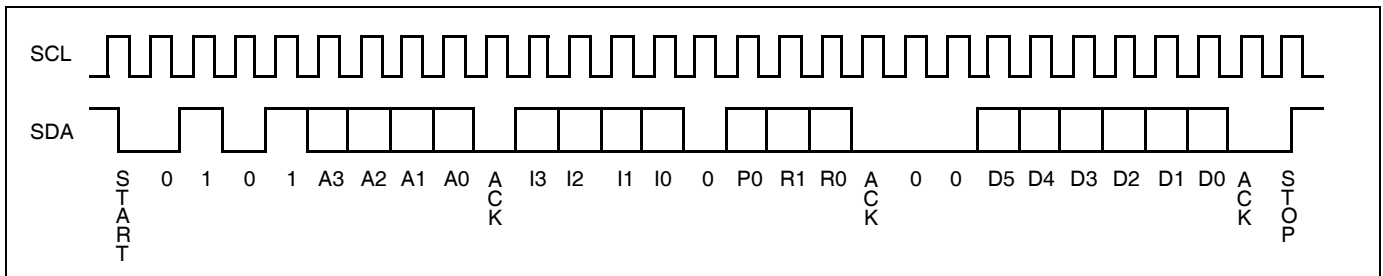 SCL
SDA
START 0 1 0 1 A3 A2 A1 A0 ACK I3 I2 I1 I0 0 P0 R1 R0 ACK 0 0 D5 D4 D3 D2 D1 D0 ACK STOP